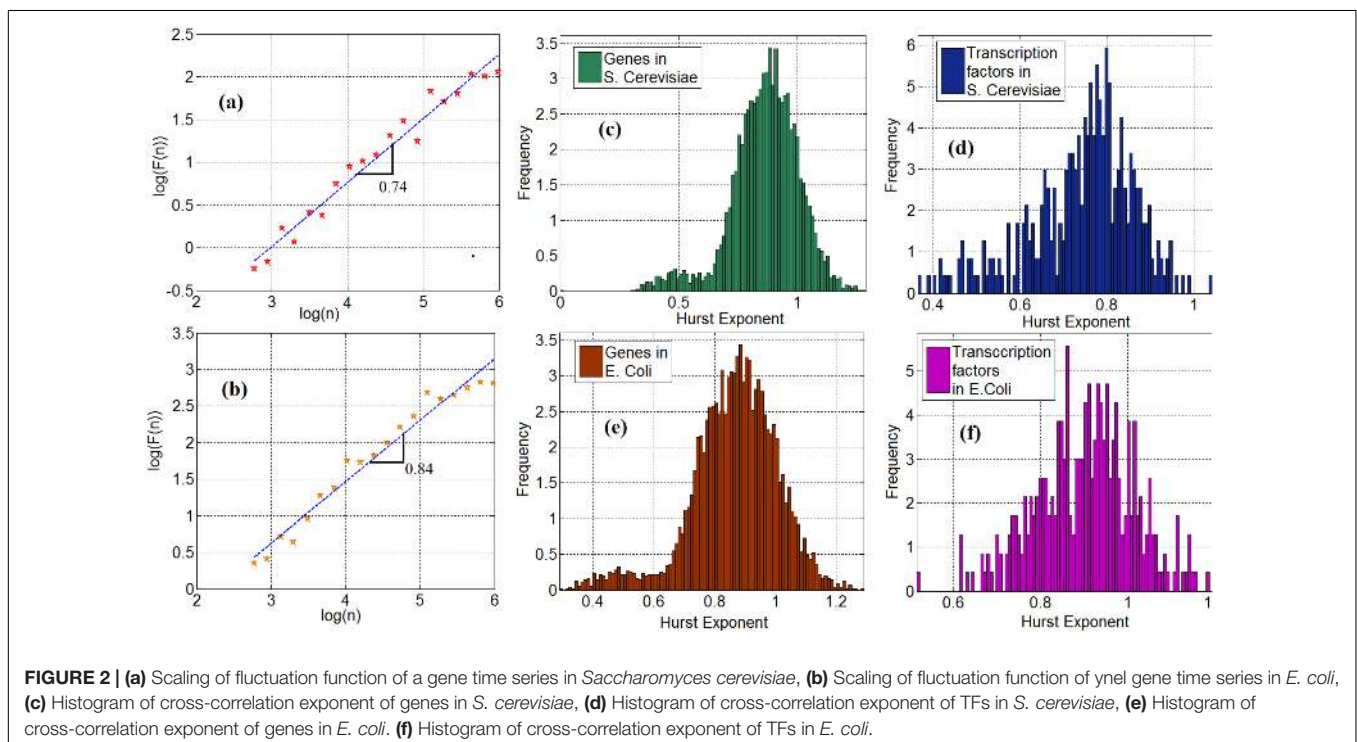 2.5
2
1.5
1
0.5
0
-0.5
log(F(n))
(a)
0.74
2 3 4 5 6
log(n)
3.5
3
2.5
2
1.5
1
0.5
0
Frequency
Genes in
S. Cerevisiae
(c)
0 0.5 1
Hurst Exponent
6
5
4
3
2
1
0
Frequency
Transcription
factors in
S. Cerevisiae
(d)
0.4 0.6 0.8 1
Hurst Exponent
3.5
3
2.5
2
1.5
1
0.5
0
log(F(n))
(b)
0.84
2 3 4 5 6
log(n)
3.5
3
2.5
2
1.5
1
0.5
0
Frequency
Genes in
E. Coli
(e)
0.4 0.6 0.8 1 1.2
Hurst Exponent
5
4
3
2
1
0
Frequency
Transccription
factors
in E.Coli
(f)
0.6 0.8 1 1
Hurst Exponent
FIGURE 2 | (a) Scaling of fluctuation function of a gene time series in Saccharomyces cerevisiae, (b) Scaling of fluctuation function of ynel gene time series in E. coli,
(c) Histogram of cross-correlation exponent of genes in S. cerevisiae, (d) Histogram of cross-correlation exponent of TFs in S. cerevisiae, (e) Histogram of
cross-correlation exponent of genes in E. coli. (f) Histogram of cross-correlation exponent of TFs in E. coli.